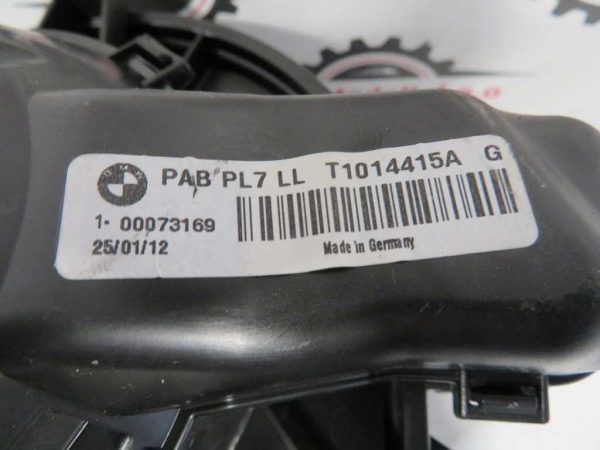 PAB PL7 LL T1014415A G
1- 00073169
25/01/12
Made in Germany